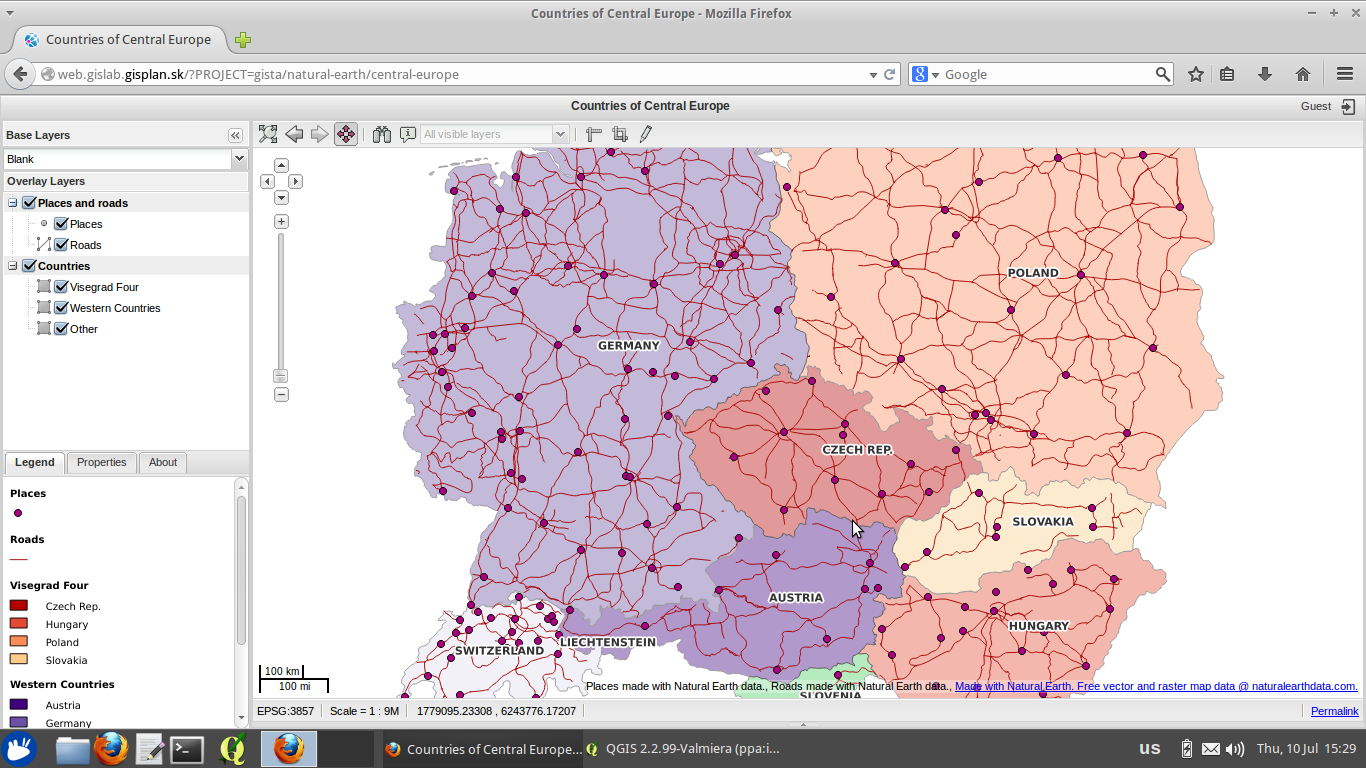 Countries of Central Europe - Mozilla Firefox
Countries of Central Europe
web.gislab.gisplan.sk/?PROJECT=gista/natural-earth/central-europe
Google
Countries of Central Europe
Guest
Base Layers
All visible layers
Blank
Overlay Layers
Places and roads
Places
Roads
Countries
Visegrad Four
Western Countries
Other
POLAND
GERMANY
CZECH REP.
SLOVAKIA
AUSTRIA
HUNGARY
LIECHTENSTEIN
SWITZERLAND
SLOVENIA
Legend
Properties
About
Places
Roads
Visegrad Four
Czech Rep.
Hungary
Poland
Slovakia
Western Countries
Austria
Germany
100 km
100 mi
Places made with Natural Earth data., Roads made with Natural Earth data., Made with Natural Earth. Free vector and raster map data @ naturalearthdata.com.
EPSG:3857
Scale = 1 : 9M
1779095.23308 , 6243776.17207
Permalink
Countries of Central Europe...
QGIS 2.2.99-Valmiera (ppa:i...
us
Thu, 10 Jul 15:29